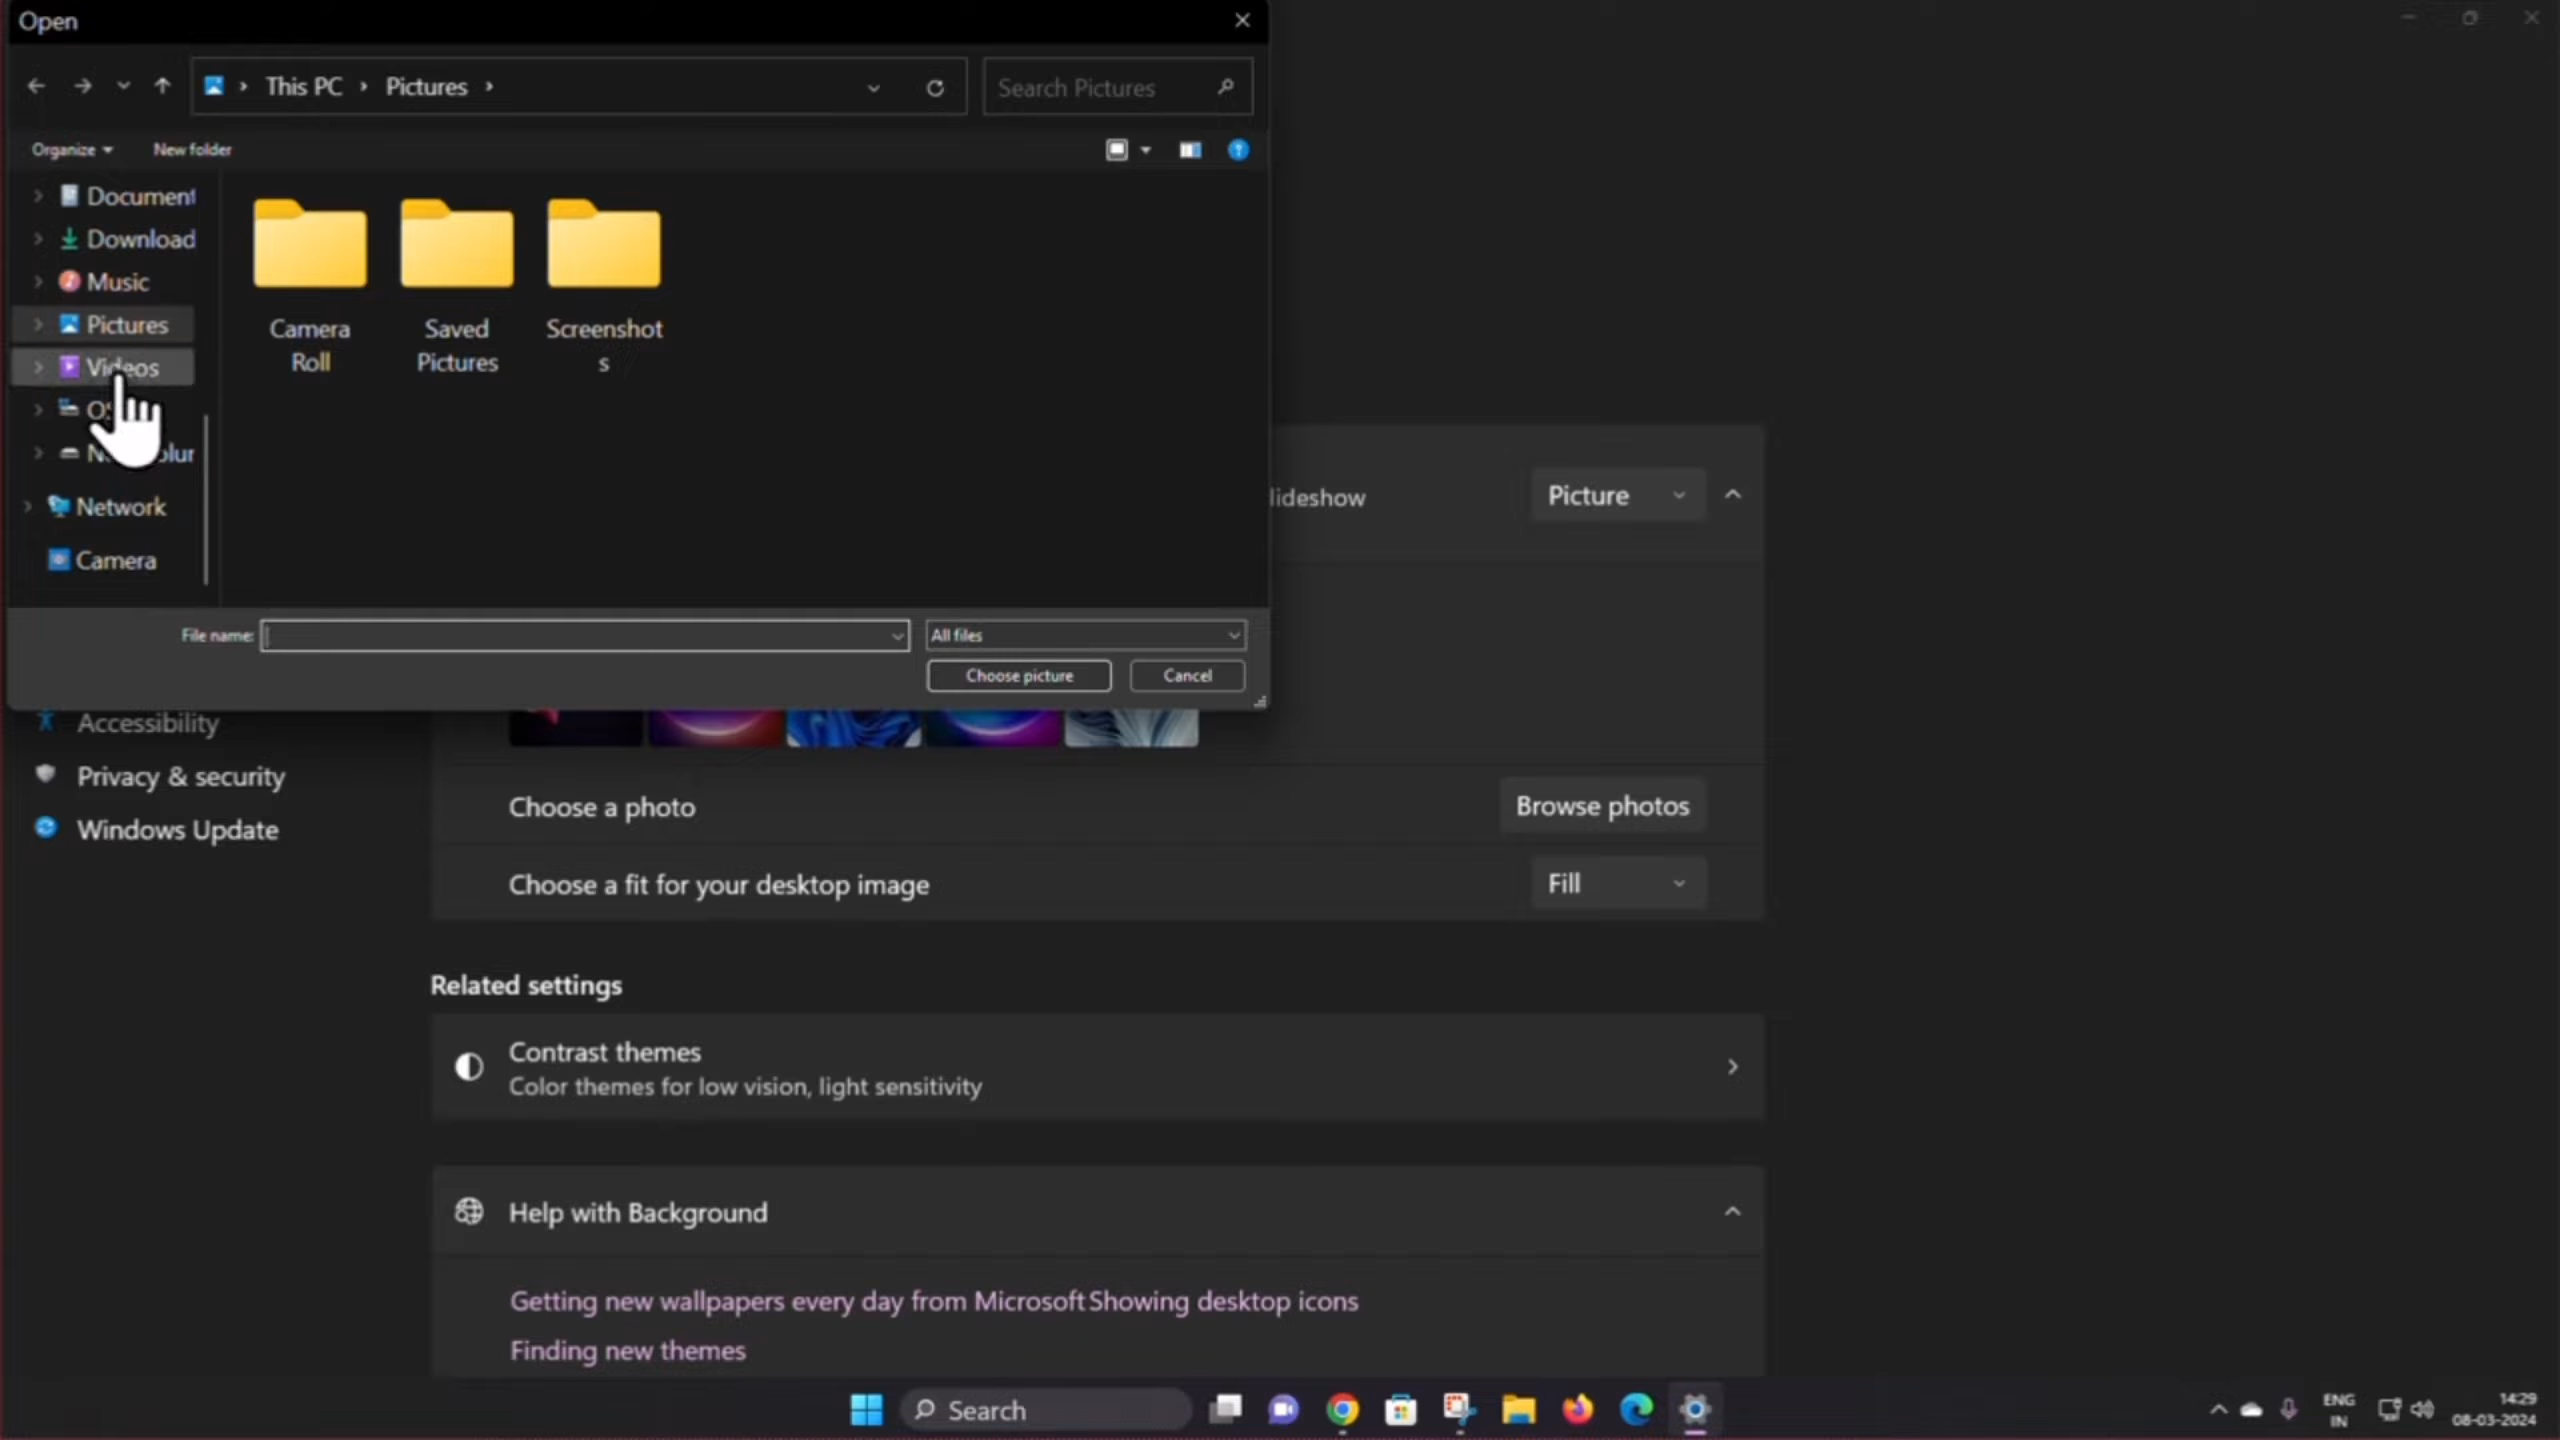 Open
This PC
Pictures
Search Pictures
Organize
New folder
Document
Download
Music
Pictures
Videos
Network
Camera
Camera
Roll
Saved
Pictures
Screenshot
s
File name:
All files
Choose picture
Cancel
lideshow
Picture
Accessibility
Privacy & security
Windows Update
Choose a photo
Browse photos
Choose a fit for your desktop image
Fill
Related settings
Contrast themes
Color themes for low vision, light sensitivity
Help with Background
Getting new wallpapers every day from Microsoft Showing desktop icons
Finding new themes
Search
ENG
IN
14:29
08-03-2024